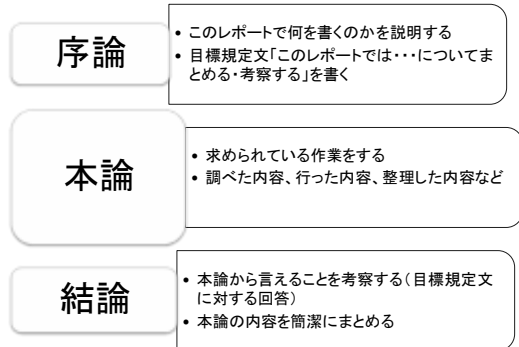 序論
• このレポートで何を書くのかを説明する
• 目標規定文「このレポートでは・・・についてま
とめる・考察する」を書く
本論
• 求められている作業をする
• 調べた内容、行った内容、整理した内容など
結論
• 本論から言えることを考察する（目標規定文
に対する回答）
• 本論の内容を簡潔にまとめる